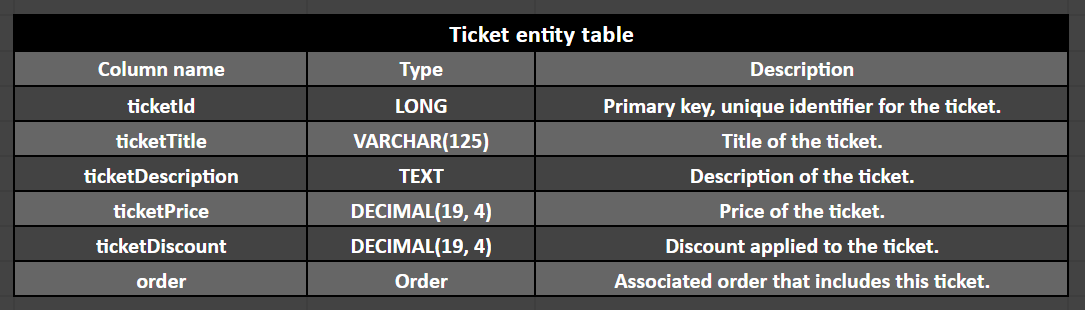 Ticket entity table
Column name Type Description
ticketId LONG Primary key, unique identifier for the ticket.
ticketTitle VARCHAR(125) Title of the ticket.
ticketDescription TEXT Description of the ticket.
ticketPrice DECIMAL(19, 4) Price of the ticket.
ticketDiscount DECIMAL(19, 4) Discount applied to the ticket.
order Order Associated order that includes this ticket.